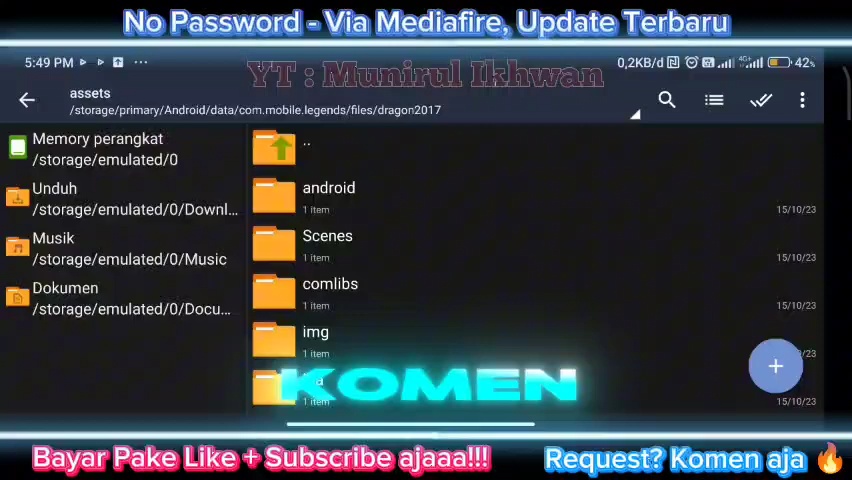 No Password - Via Mediafire, Update Terbaru
5:49 PM
YT : Munirul Ikhwan
0,2KB/d
42%
assets
/storage/primary/Android/data/com.mobile.legends/files/dragon2017
Memory perangkat
/storage/emulated/0
Unduh
/storage/emulated/0/Downl...
Musik
/storage/emulated/0/Music
Dokumen
/storage/emulated/0/Docu...
..
android
1 item
15/10/23
Scenes
1 item
15/10/23
comlibs
1 item
15/10/23
img
1 item
1 item
15/10/23
KOMEN
Bayar Pake Like + Subscribe ajaaa!!!
Request? Komen aja 🔥